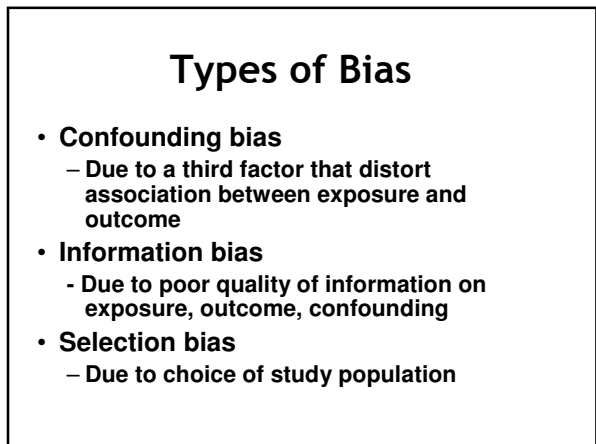 Types of Bias
• Confounding bias
– Due to a third factor that distort
association between exposure and
outcome
• Information bias
- Due to poor quality of information on
exposure, outcome, confounding
• Selection bias
– Due to choice of study population